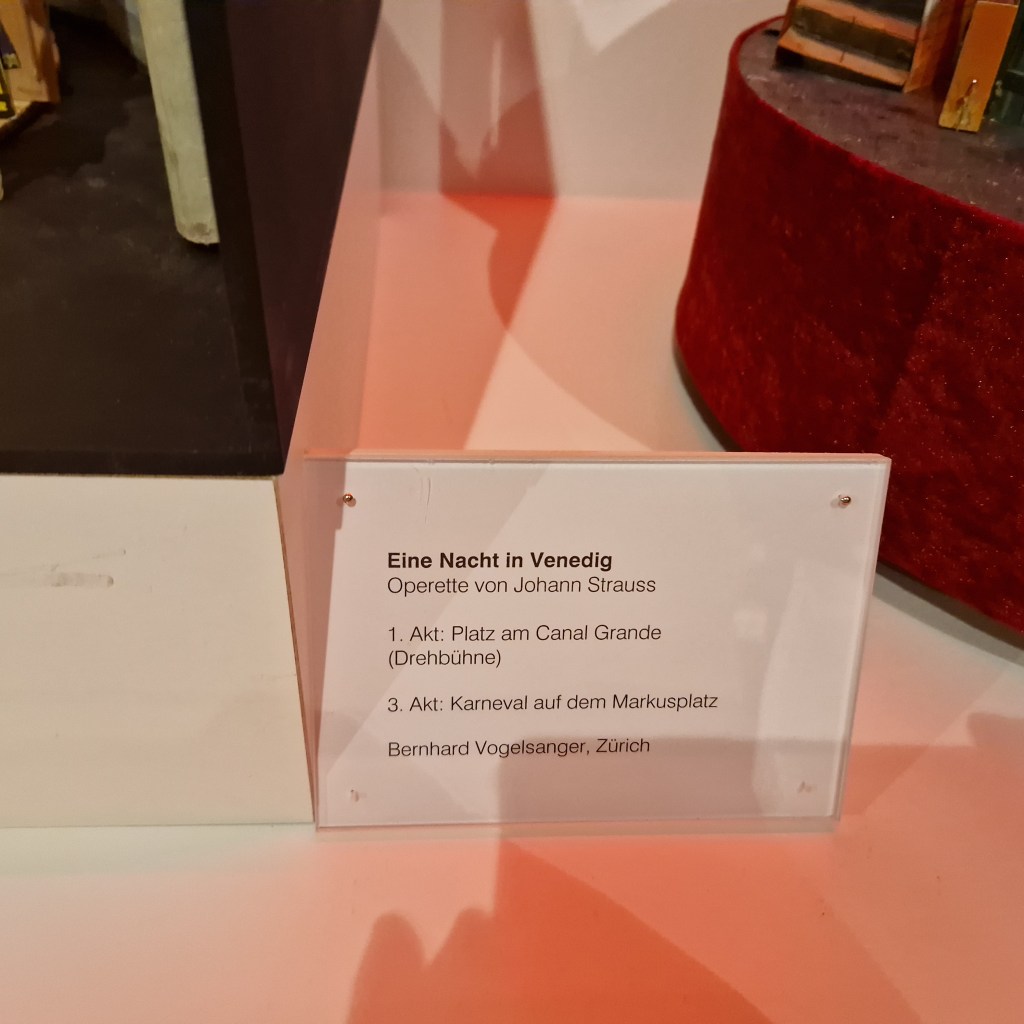 Eine Nacht in Venedig
Operette von Johann Strauss
1. Akt: Platz am Canal Grande
(Drehbühne)
3. Akt: Karneval auf dem Markusplatz
Bernhard Vogelsanger, Zürich